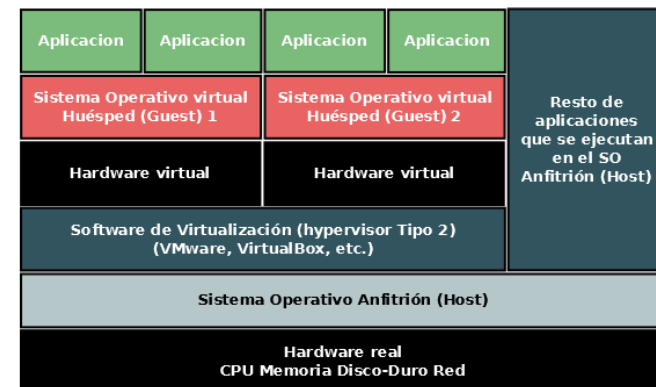 Aplicacion
Aplicacion
Aplicacion
Aplicacion
Sistema Operativo virtual
Huésped (Guest) 1
Sistema Operativo virtual
Huésped (Guest) 2
Resto de
aplicaciones
que se ejecutan
en el SO
Anfitrión (Host)
Hardware virtual
Hardware virtual
Software de Virtualización (hypervisor Tipo 2)
(VMware, VirtualBox, etc.)
Sistema Operativo Anfitrión (Host)
Hardware real
CPU Memoria Disco-Duro Red